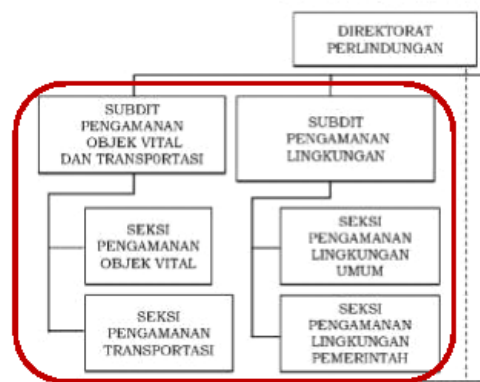 DIREKTORAT
PERLINDUNGAN
SUBDIT
PENGAMANAN
OBJEK VITAL
DAN TRANSPORTASI
SUBDIT
PENGAMANAN
LINGKUNGAN
SEKSI
PENGAMANAN
OBJEK VITAL
SEKSI
PENGAMANAN
TRANSPORTASI
SEKSI
PENGAMANAN
LINGKUNGAN
UMUM
SEKSI
PENGAMANAN
LINGKUNGAN
PEMERINTAH